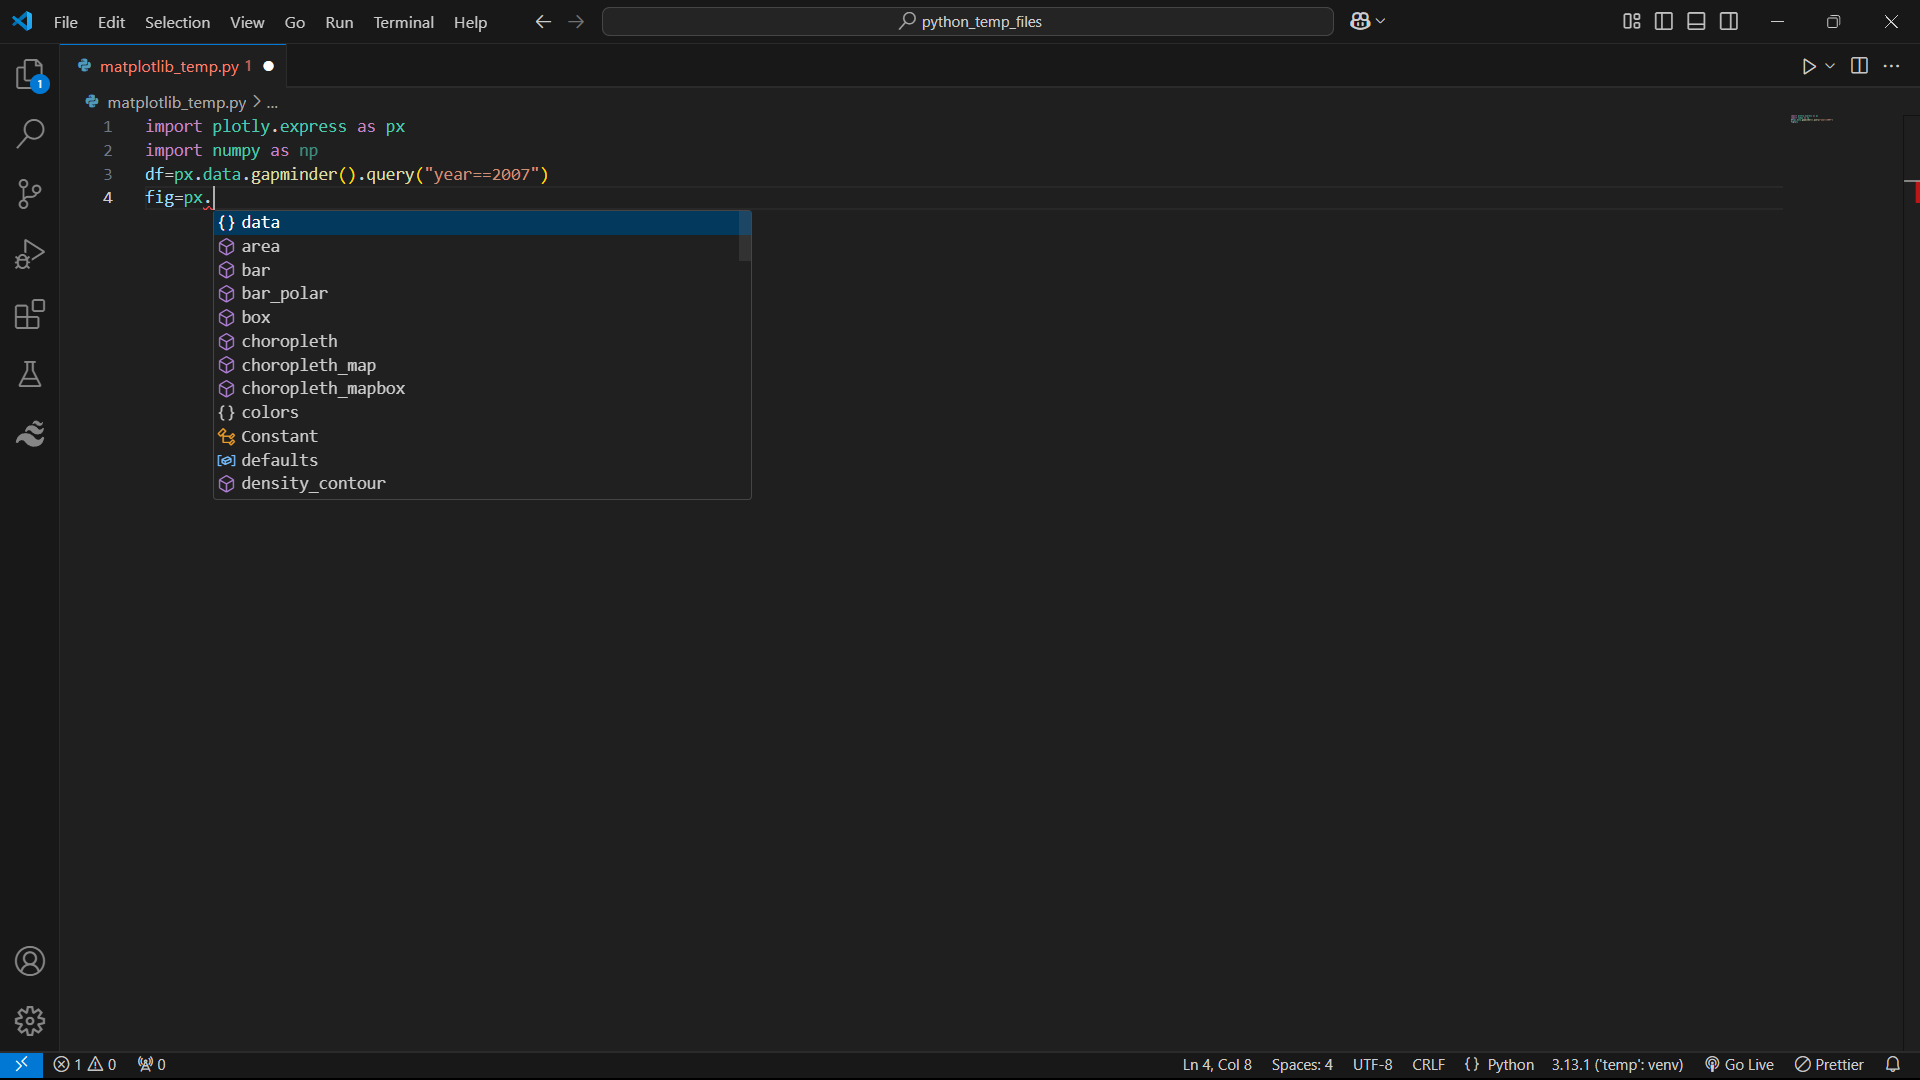 File Edit Selection View Go Run Terminal Help python_temp_files
1
matplotlib_temp.py 1
matplotlib_temp.py > ...
1 import plotly.express as px
2 import numpy as np
3 df=px.data.gapminder().query("year==2007")
4 fig=px.
{} data
area
bar
bar_polar
box
choropleth
choropleth_map
choropleth_mapbox
{} colors
Constant
defaults
density_contour
1 0 0 Ln 4, Col 8 Spaces: 4 UTF-8 CRLF {} Python 3.13.1 ('temp': venv) Go Live Prettier